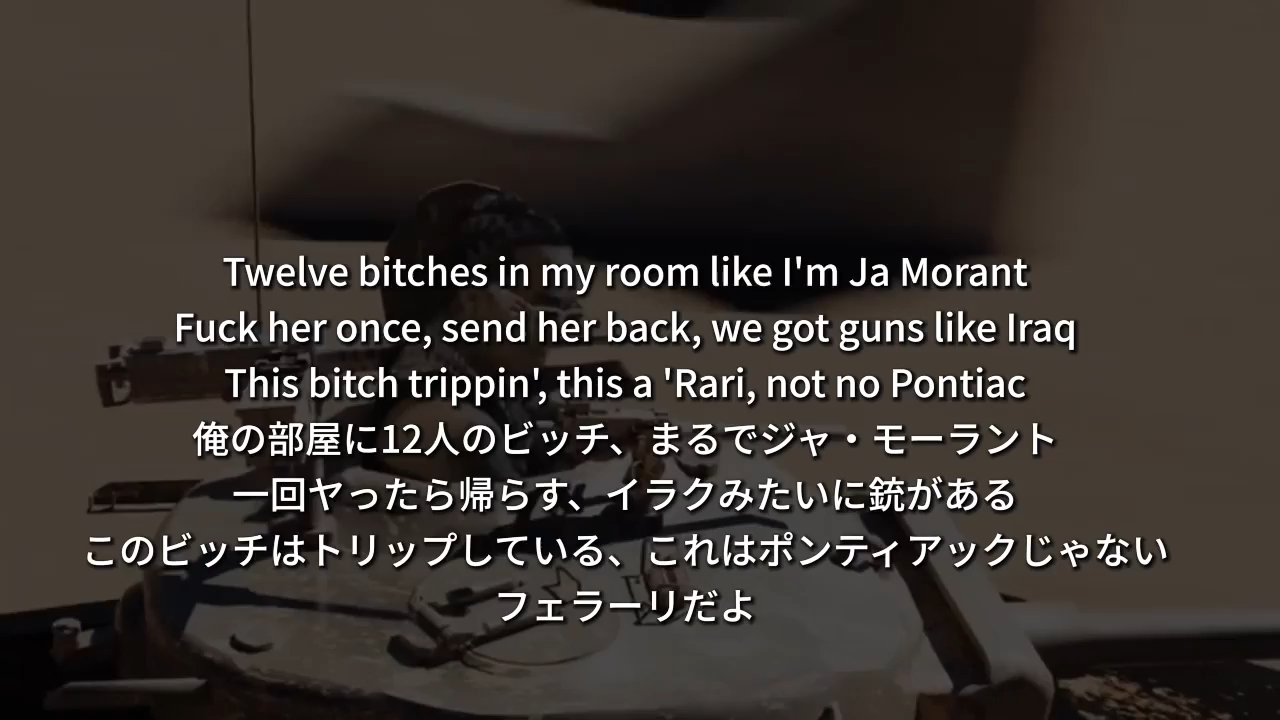 Twelve bitches in my room like I'm Ja Morant
Fuck her once, send her back, we got guns like Iraq
This bitch trippin', this a 'Rari, not no Pontiac
俺の部屋に12人のビッチ、まるでジャ・モーラント
一回ヤったら帰らす、イラクみたいに銃がある
このビッチはトリップしている、これはポンティアックじゃない
フェラーリだよ